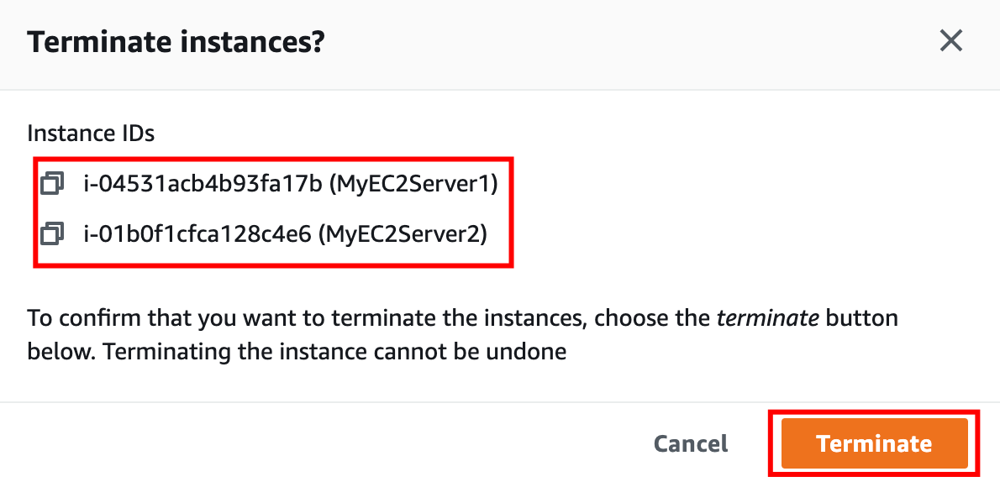 Terminate instances?
Instance IDs
i-04531acb4b93fa17b (MyEC2Server1)
i-01b0f1cfca128c4e6 (MyEC2Server2)
To confirm that you want to terminate the instances, choose the terminate button
below. Terminating the instance cannot be undone
Cancel
Terminate